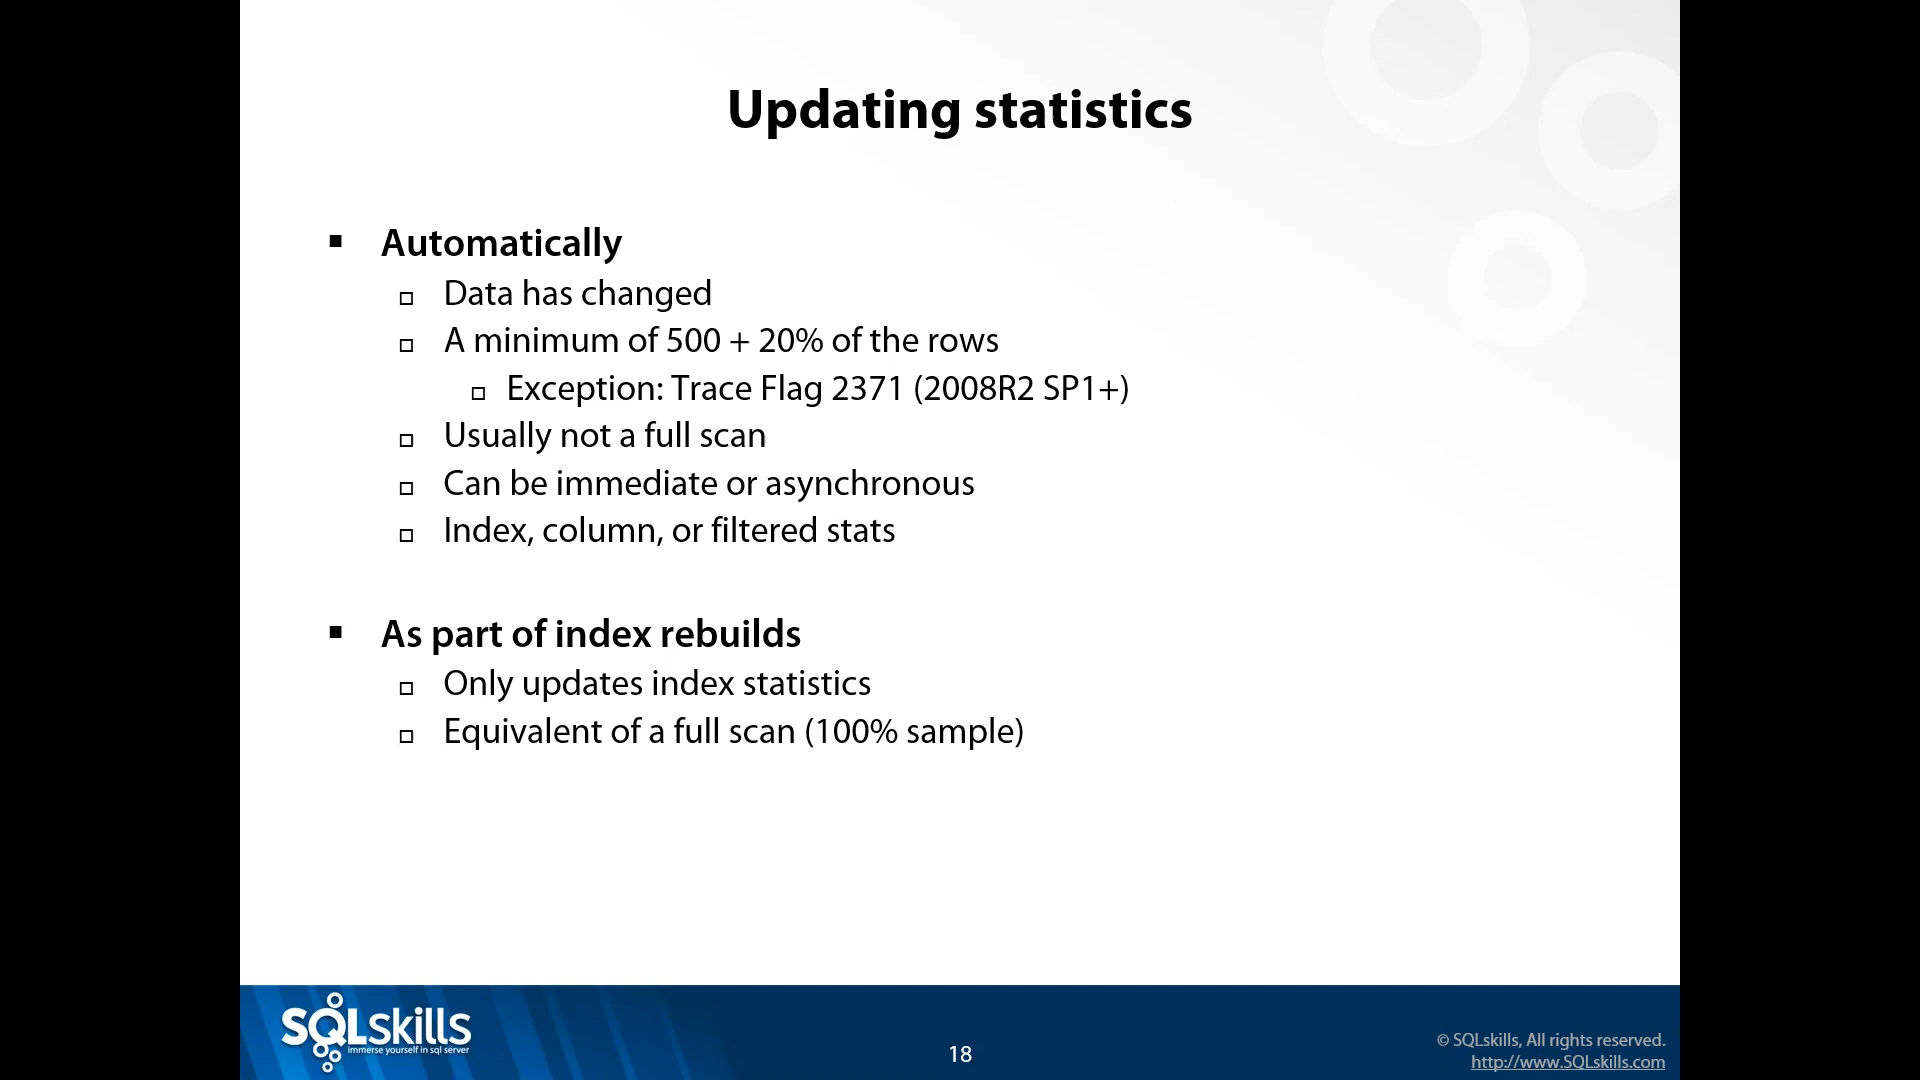 Updating statistics
Automatically
Data has changed
A minimum of 500 + 20% of the rows
Exception: Trace Flag 2371 (2008R2 SP1+)
Usually not a full scan
Can be immediate or asynchronous
Index, column, or filtered stats
As part of index rebuilds
Only updates index statistics
Equivalent of a full scan (100% sample)
SQLskills
immerse yourself in sql server
18
© SQLskills, All rights reserved.
http://www.SQLskills.com